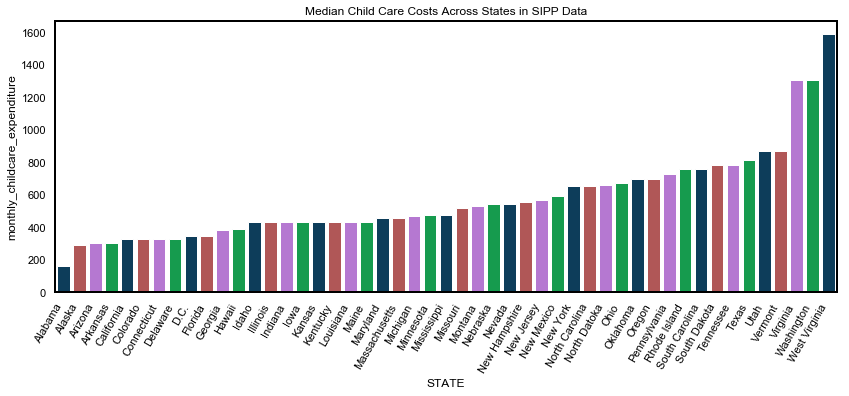 Median Child Care Costs Across States in SIPP Data
monthly_childcare_expenditure
1600
1400
1200
1000
800
600
400
200
0
Alabama
Alaska
Arizona
Arkansas
California
Colorado
Connecticut
Delaware
D.C.
Florida
Georgia
Hawaii
Idaho
Illinois
Indiana
Iowa
Kansas
Kentucky
Louisiana
Maine
Maryland
Massachusetts
Michigan
Minnesota
Mississippi
Missouri
Montana
Nebraska
Nevada
New Hampshire
New Jersey
New Mexico
New York
North Carolina
North Datoka
Ohio
Oklahoma
Oregon
Pennsylvania
Rhode Island
South Carolina
South Dakota
Tennessee
Texas
Utah
Vermont
Virginia
Washington
West Virginia
STATE